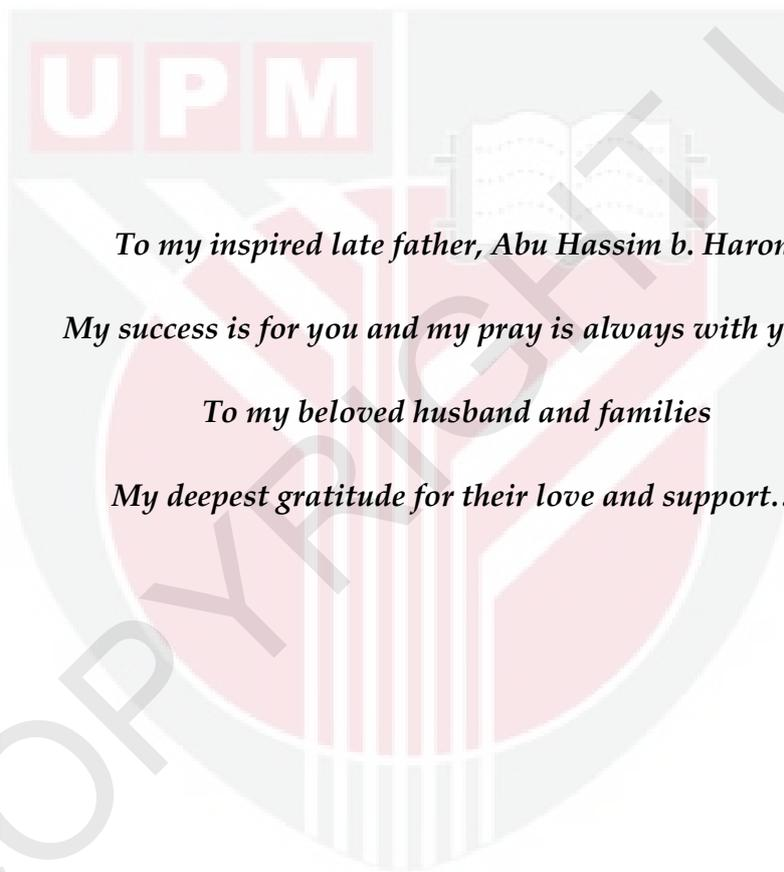 UPM
To my inspired late father, Abu Hassim b. Haron
My success is for you and my pray is always with y
To my beloved husband and families
My deepest gratitude for their love and support..
COPYRIGHT U